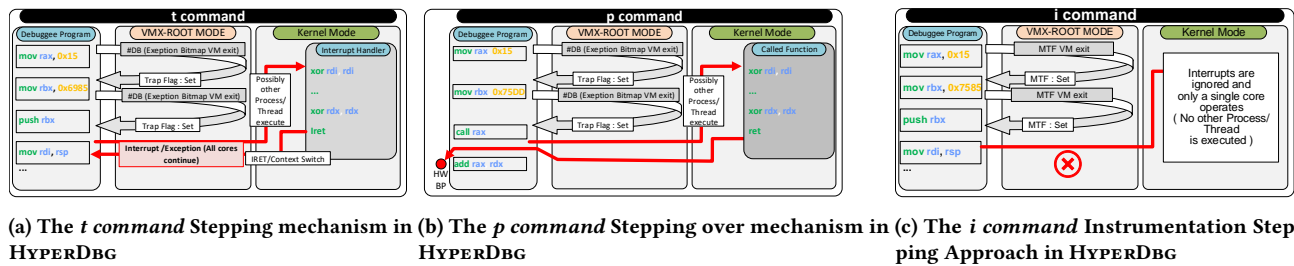 t command
Debuggee Program
VMX-ROOT MODE
Kernel Mode
mov rax, 0x15
#DB (Exeption Bitmap VM exit)
Interrupt Handler
Trap Flag : Set
mov rbx, 0x6985
#DB (Exeption Bitmap VM exit)
Trap Flag : Set
push rbx
Possibly
other
Process/
Thread
execute
xor rdi, rdi
...
xor rdx, rdx
Iret
mov rdi, rsp
Interrupt /Exception (All cores
continue)
IRET/Context Switch
...
(a) The t command Stepping mechanism in
HYPERDBG
p command
Debuggee Program
VMX-ROOT MODE
Kernel Mode
mov rax 0x15
#DB (Exeption Bitmap VM exit)
Called Function
Trap Flag : Set
mov rbx 0x75DD
#DB (Exeption Bitmap VM exit)
Trap Flag : Set
Possibly
other
Process/
Thread
execute
xor rdi, rdi
...
xor rdx, rdx
ret
call rax
add rax rdx
HW
BP
...
(b) The p command Stepping over mechanism in
HYPERDBG
i command
Debuggee Program
VMX-ROOT MODE
Kernel Mode
mov rax, 0x15
MTF VM exit
MTF : Set
mov rbx, 0x7585
MTF VM exit
MTF : Set
push rbx
mov rdi, rsp
...
Interrupts are
ignored and
only a single core
operates
( No other Process/
Thread
is executed )
(c) The i command Instrumentation Step
ping Approach in HYPERDBG